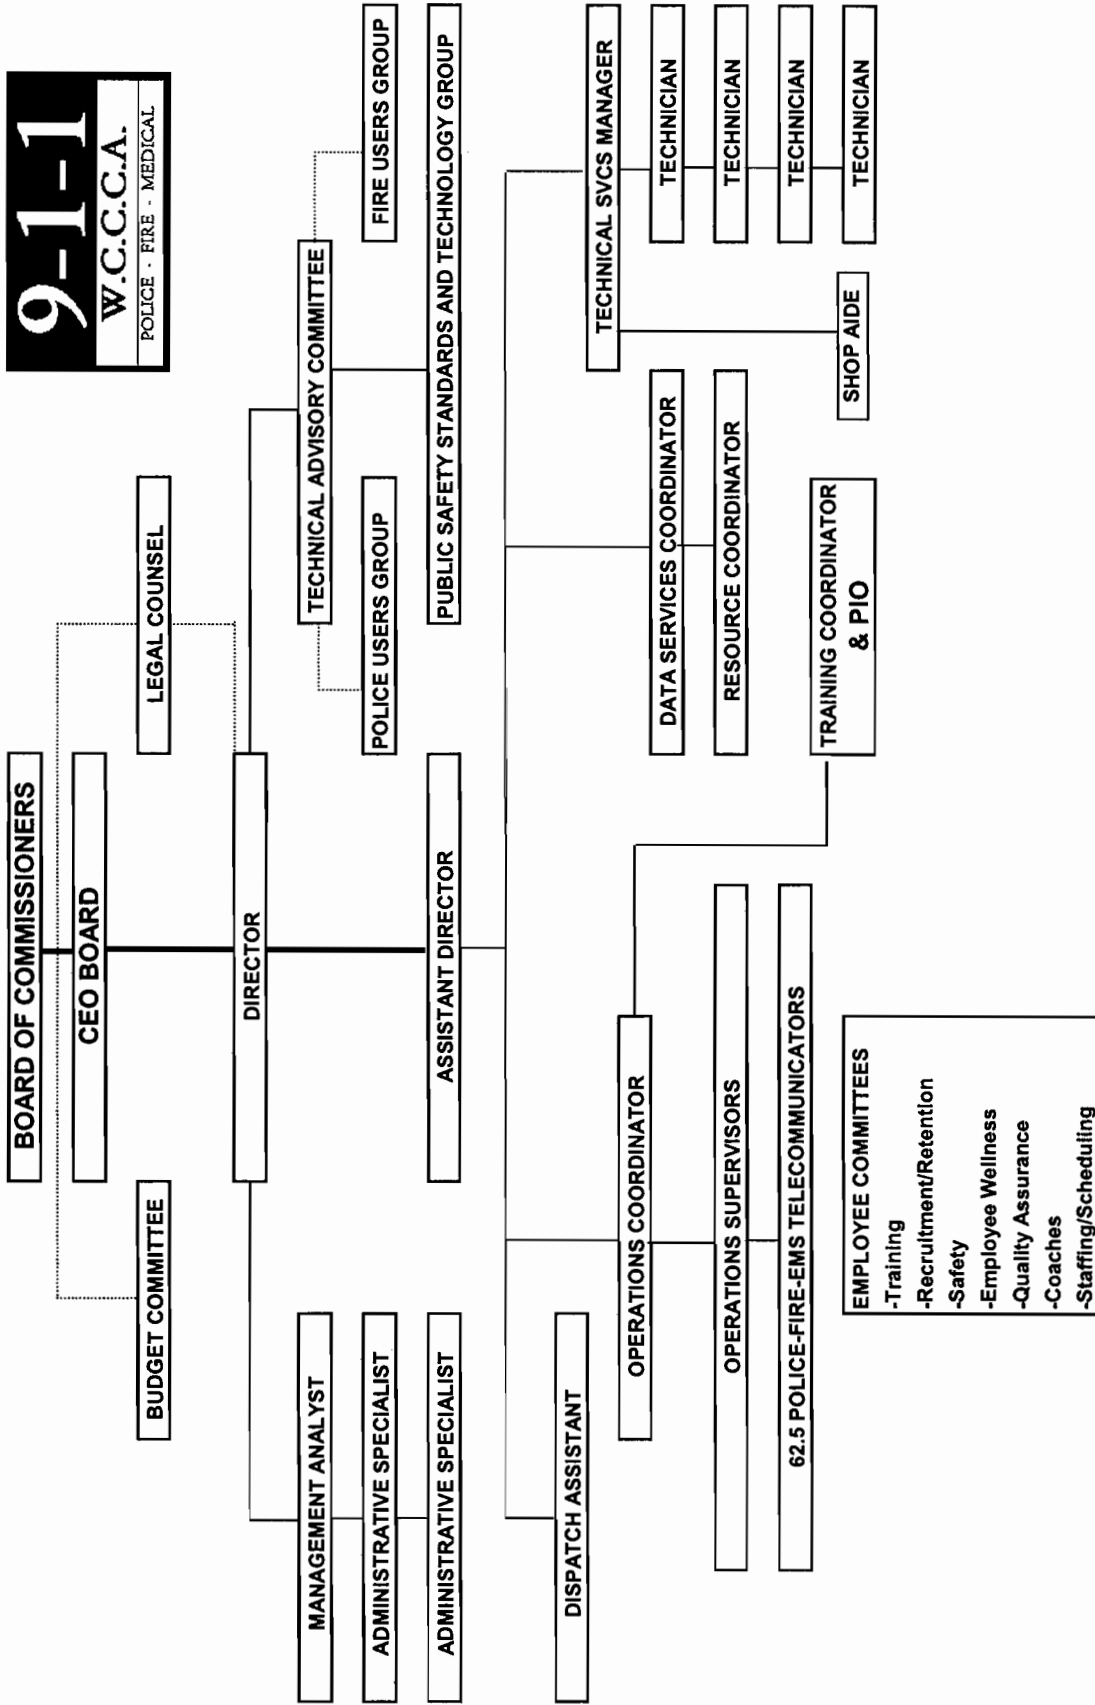 9-1-1
W.C.C.A.
POLICE - FIRE - MEDICAL
BOARD OF COMMISSIONERS
CEO BOARD
BUDGET COMMITTEE
LEGAL COUNSEL
DIRECTOR
MANAGEMENT ANALYST
TECHNICAL ADVISORY COMMITTEE
ADMINISTRATIVE SPECIALIST
POLICE USERS GROUP
FIRE USERS GROUP
ADMINISTRATIVE SPECIALIST
ASSISTANT DIRECTOR
PUBLIC SAFETY STANDARDS AND TECHNOLOGY GROUP
DISPATCH ASSISTANT
TECHNICAL SVCS MANAGER
OPERATIONS COORDINATOR
DATA SERVICES COORDINATOR
TECHNICIAN
OPERATIONS SUPERVISORS
RESOURCE COORDINATOR
TECHNICIAN
62.5 POLICE-FIRE-EMS TELECOMMUNICATORS
TECHNICIAN
TRAINING COORDINATOR
& PIO
SHOP AIDE
TECHNICIAN
EMPLOYEE COMMITTEES
-Training
-Recruitment/Retention
-Safety
-Employee Wellness
-Quality Assurance
-Coaches
-Staffing/Scheduling